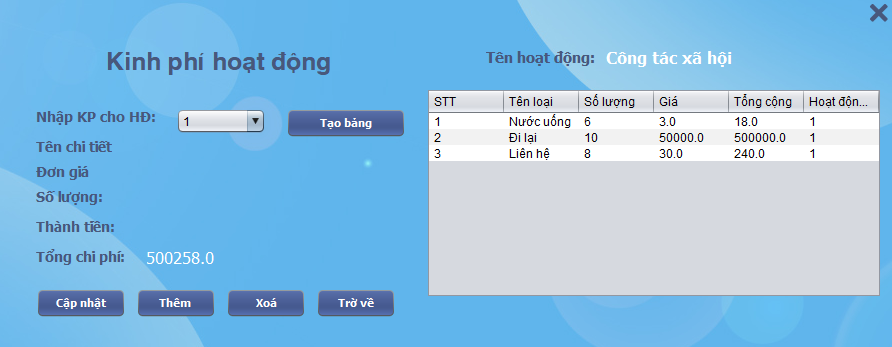 Kinh phí hoạt động
Tên hoạt động: Công tác xã hội
Nhập KP cho HĐ: 1 Tạo bảng
Tên chi tiết
Đơn giá
Số lượng:
Thành tiên:
Tổng chi phí: 500258.0
Cập nhật Thêm Xoá Trờ về
STT Tên loại Số lượng Giá Tổng cộng Hoạt độn...
1 Nước uống 6 3.0 18.0 1
2 Đi lại 10 50000.0 500000.0 1
3 Liên hệ 8 30.0 240.0 1